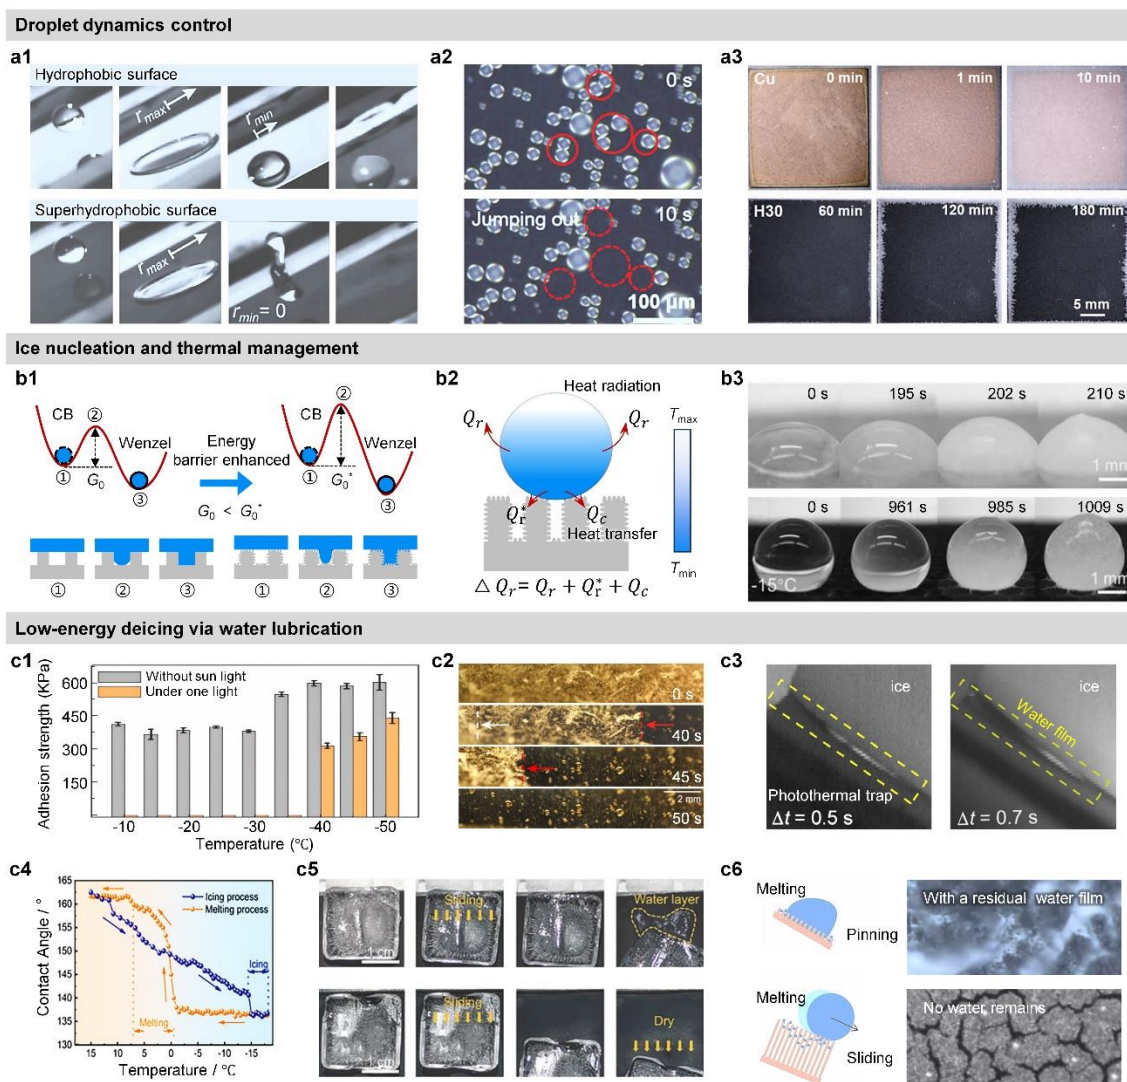 Droplet dynamics control
a1
Hydrophobic surface
r_max
r_min
Superhydrophobic surface
r_max
r_min = 0
a2
0 s
Jumping out
10 s
100 μm
a3
Cu
0 min
1 min
10 min
H30
60 min
120 min
180 min
5 mm
Ice nucleation and thermal management
b1
CB
②
Wenzel
①
G₀
③
Energy
barrier enhanced
G₀ < G₀*
②
CB
Wenzel
①
G₀*
③
① ② ③ ① ② ③
b2
Heat radiation
Q_r
Q_r
Q_r*
Q_c
Heat transfer
△ Q_r = Q_r + Q_r* + Q_c
T_max
T_min
b3
0 s
195 s
202 s
210 s
1 mm
0 s
961 s
985 s
1009 s
-15°C
1 mm
Low-energy deicing via water lubrication
c1
Adhesion strength (KPa)
600
450
300
150
Without sun light
Under one light
-10 -20 -30 -40 -50
Temperature (℃)
c2
0 s
40 s
45 s
2 mm
50 s
c3
ice
Photothermal trap
Δt = 0.5 s
ice
Water film
Δt = 0.7 s
c4
Contact Angle / °
165
160
155
150
145
140
135
130
Icing process
Melting process
Icing
Melting
15 10 5 0 -5 -10 -15
Temperature / ℃
c5
Sliding
Water layer
1 cm
Sliding
Dry
1 cm
c6
Melting
Pinning
With a residual water film
Melting
Sliding
No water remains